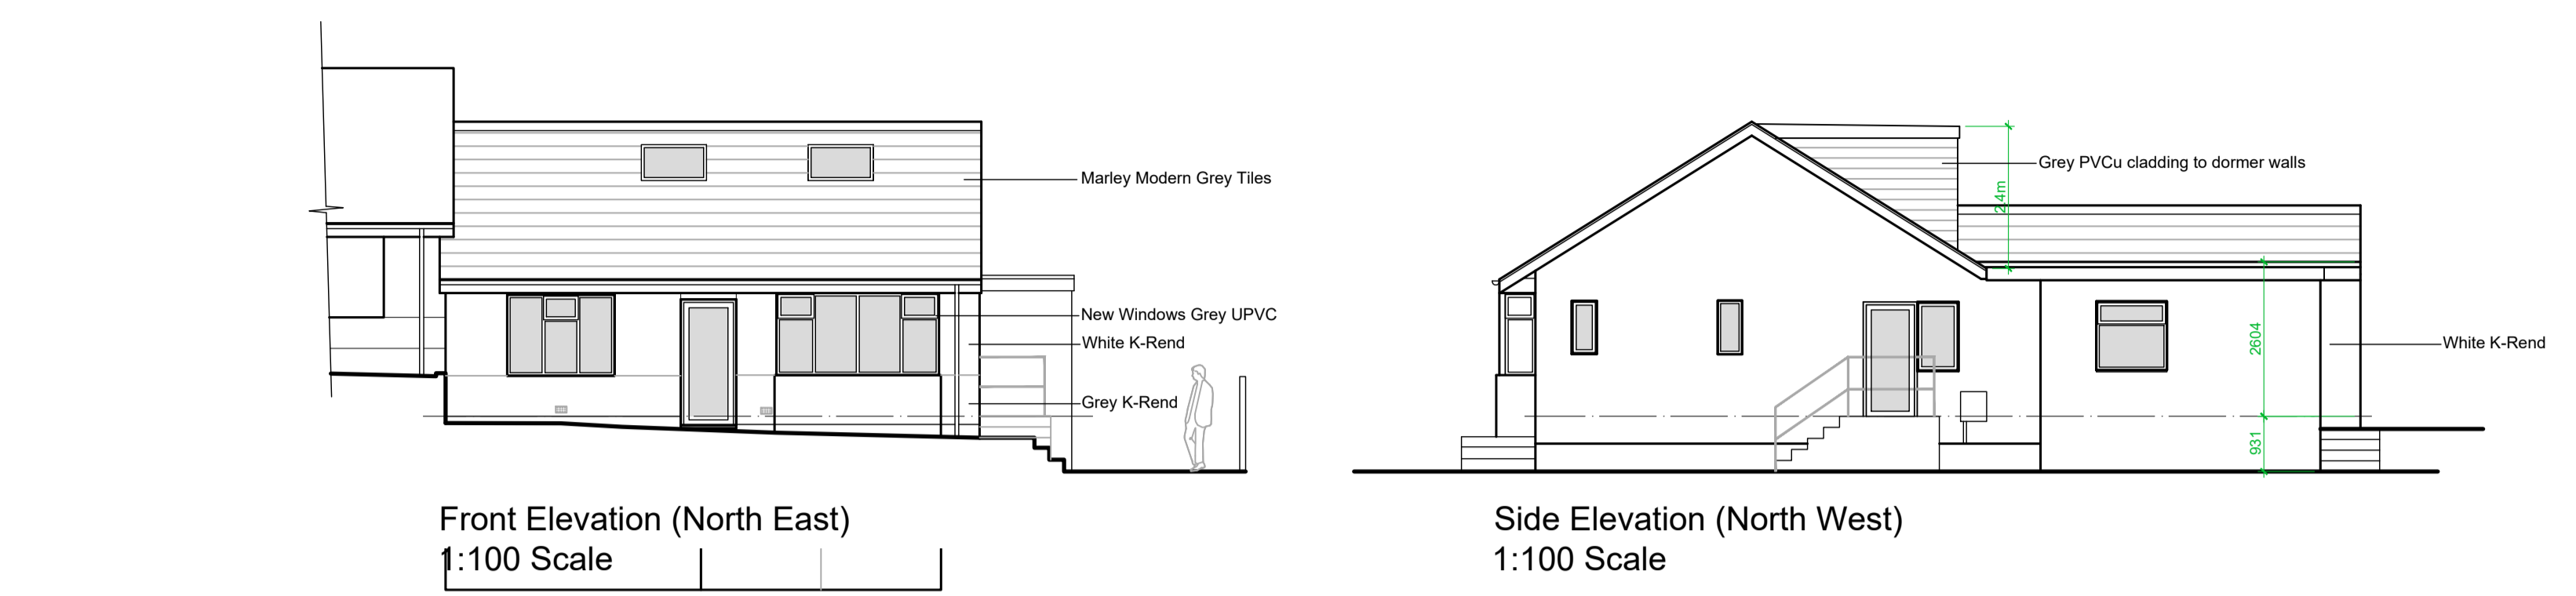 Marley Modern Grey Tiles
New Windows Grey UPVC
White K-Rend
Grey K-Rend
Front Elevation (North East)
1:100 Scale
Grey PVCu cladding to dormer walls
2.4m
2604
White K-Rend
931
Side Elevation (North West)
1:100 Scale